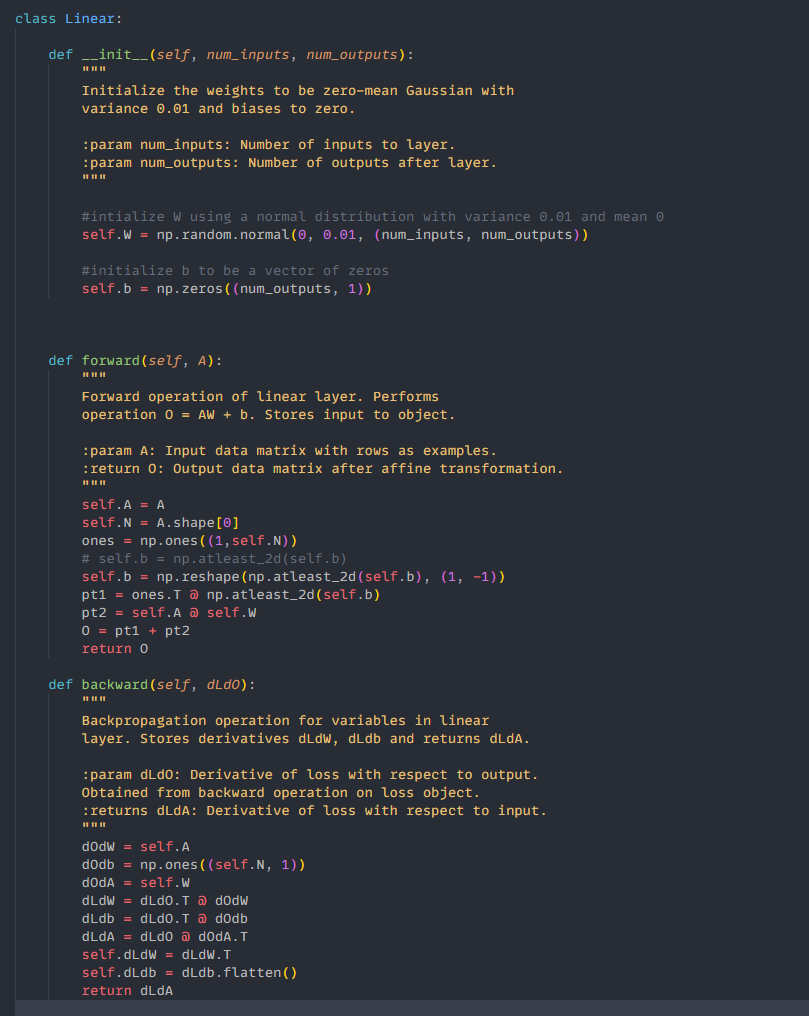 class Linear:
def __init__(self, num_inputs, num_outputs):
"""
Initialize the weights to be zero-mean Gaussian with
variance 0.01 and biases to zero.
:param num_inputs: Number of inputs to layer.
:param num_outputs: Number of outputs after layer.
"""
#intialize W using a normal distribution with variance 0.01 and mean 0
self.W = np.random.normal(0, 0.01, (num_inputs, num_outputs))
#initialize b to be a vector of zeros
self.b = np.zeros((num_outputs, 1))
def forward(self, A):
"""
Forward operation of linear layer. Performs
operation O = AW + b. Stores input to object.
:param A: Input data matrix with rows as examples.
:return O: Output data matrix after affine transformation.
"""
self.A = A
self.N = A.shape[0]
ones = np.ones((1,self.N))
# self.b = np.atleast_2d(self.b)
self.b = np.reshape(np.atleast_2d(self.b), (1, -1))
pt1 = ones.T @ np.atleast_2d(self.b)
pt2 = self.A @ self.W
O = pt1 + pt2
return O
def backward(self, dLdO):
"""
Backpropagation operation for variables in linear
layer. Stores derivatives dLdW, dLdb and returns dLdA.
:param dLdO: Derivative of loss with respect to output.
Obtained from backward operation on loss object.
:returns dLdA: Derivative of loss with respect to input.
"""
dOdW = self.A
dOdb = np.ones((self.N, 1))
dOdA = self.W
dLdW = dLdO.T @ dOdW
dLdb = dLdO.T @ dOdb
dLdA = dLdO @ dOdA.T
self.dLdW = dLdW.T
self.dLdb = dLdb.flatten()
return dLdA